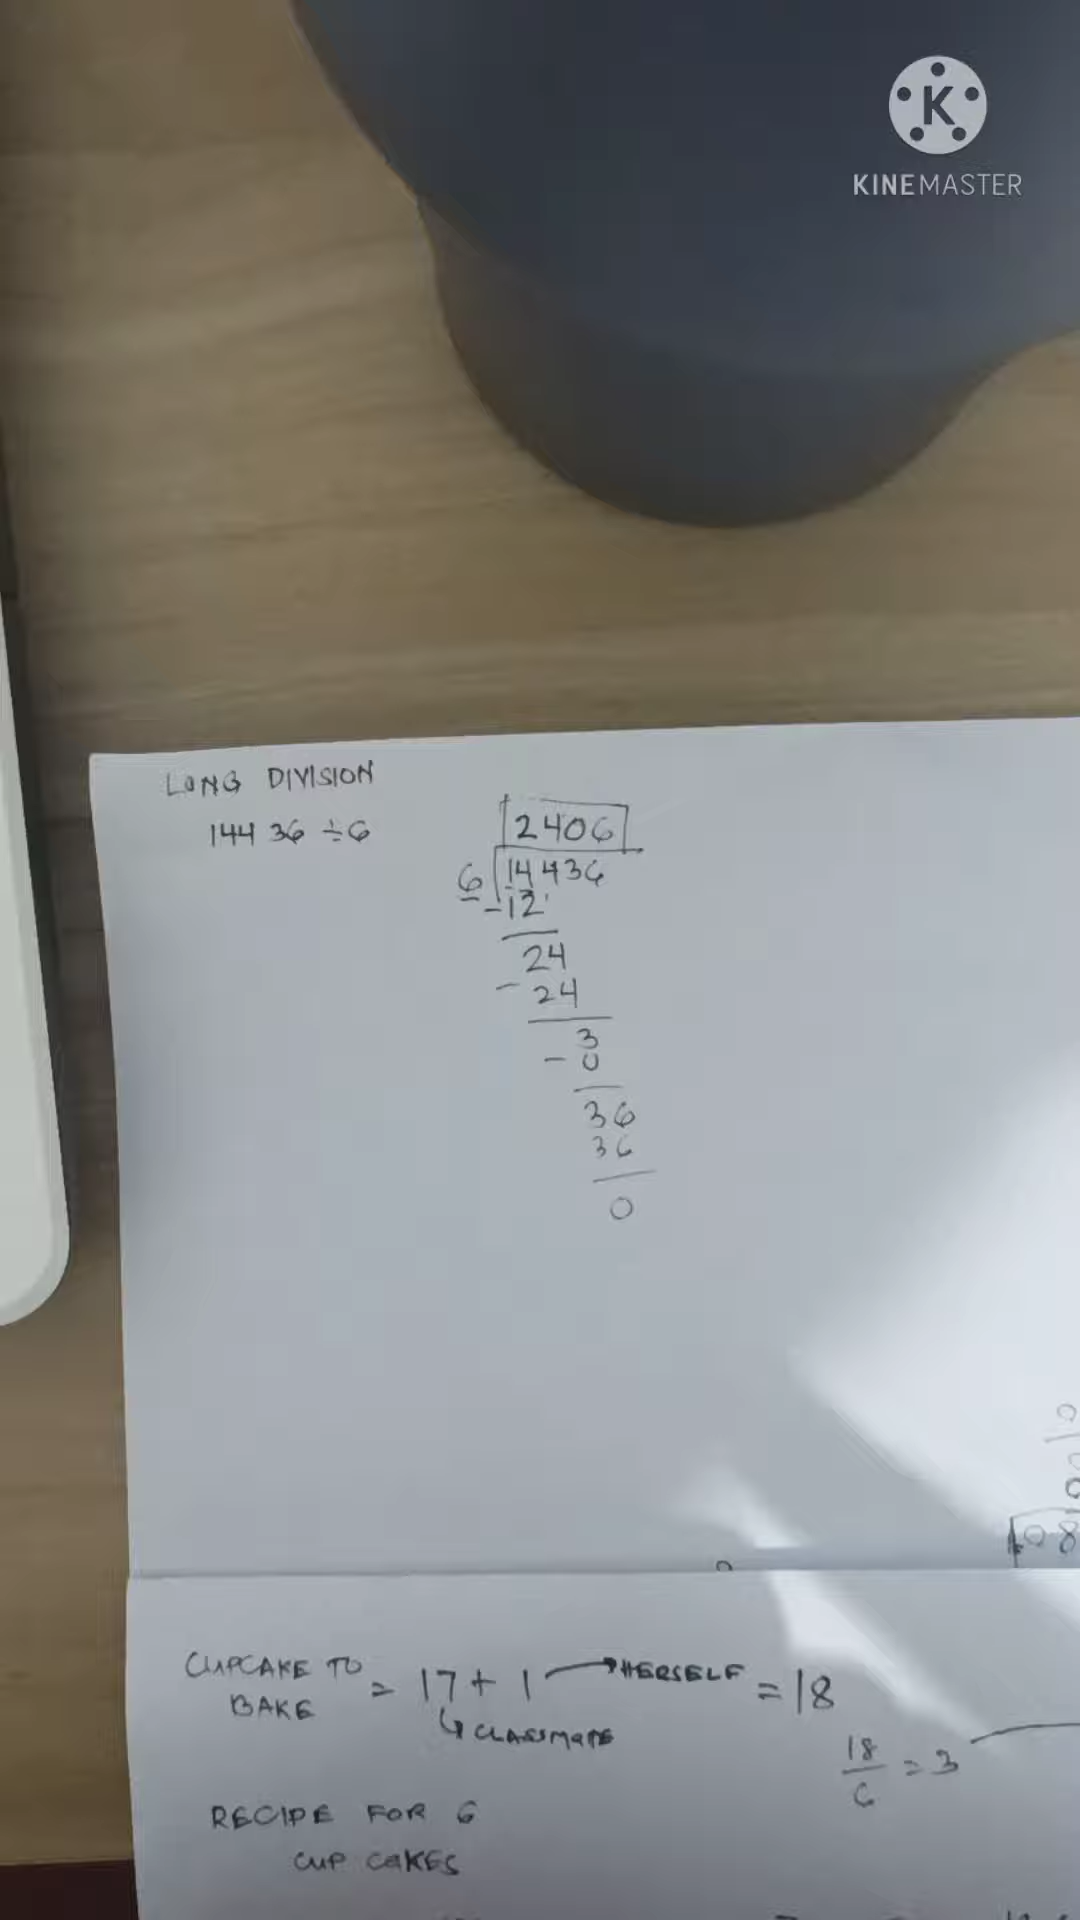 K
KINEMASTER
LONG DIVISION
144 36 ÷ 6
2406
6 14436
- 12
24
- 24
3
- 0
36
36
0
CUPCAKE TO BAKE = 17 + 1 → HERSELF = 18
↳ CLASSMATE
18/6 = 3
RECIPE FOR 6
CUP CAKES